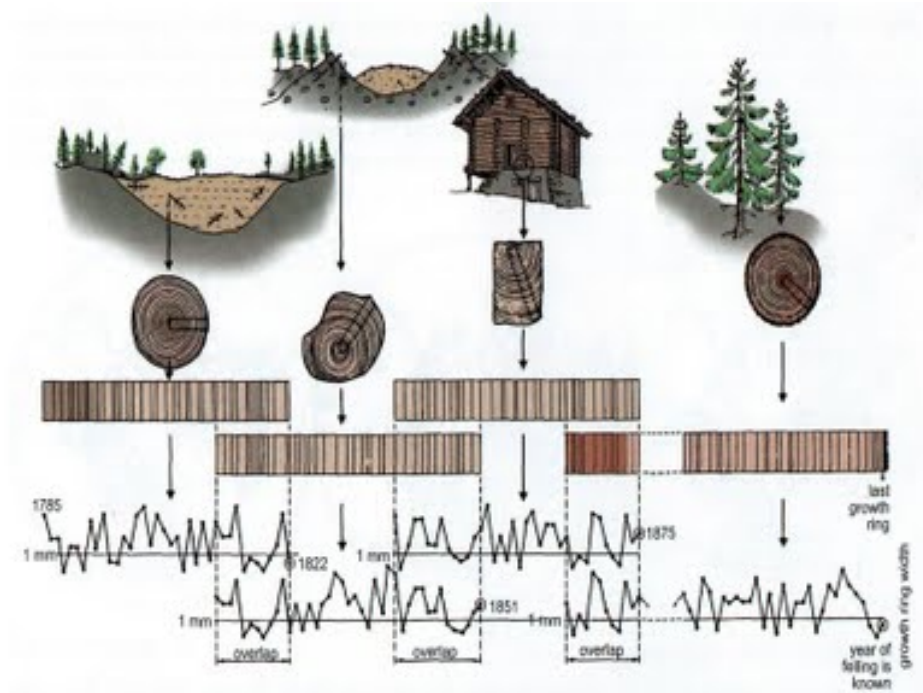 last
growth
ring
1785
1 mm
1822
1 mm
1875
1 mm
1851
1 mm
growth ring width
overlap
overlap
overlap
year of
felling is
known